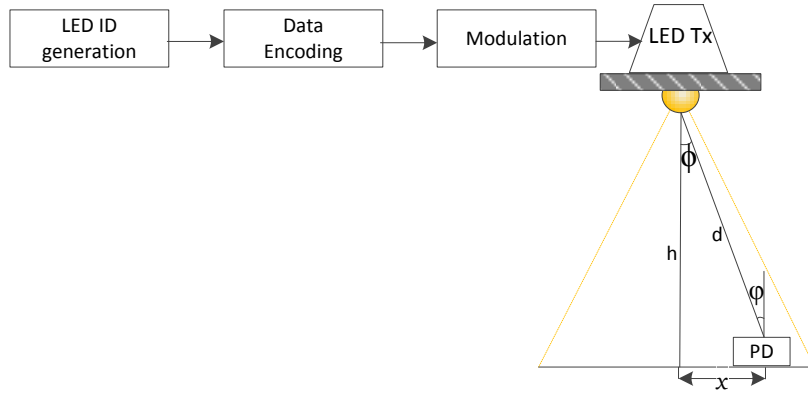 LED ID
generation
Data
Encoding
Modulation
LED Tx
ϕ
h
d
φ
PD
x